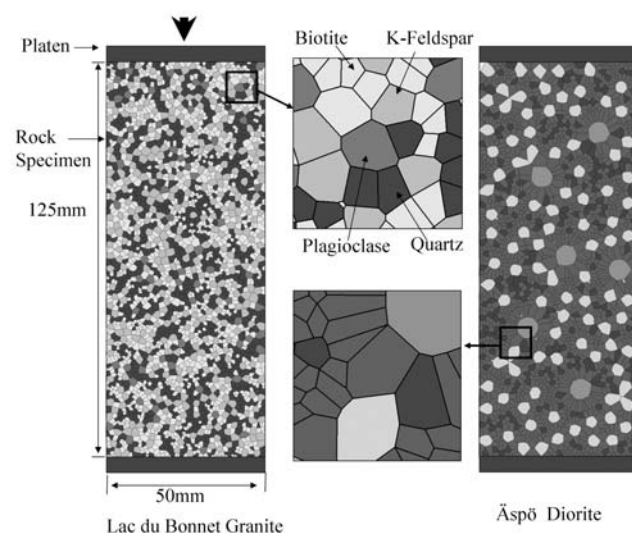 Platen
Biotite K-Feldspar
Rock
Specimen
125mm
Plagioclase Quartz
50mm
Lac du Bonnet Granite
Äspö Diorite